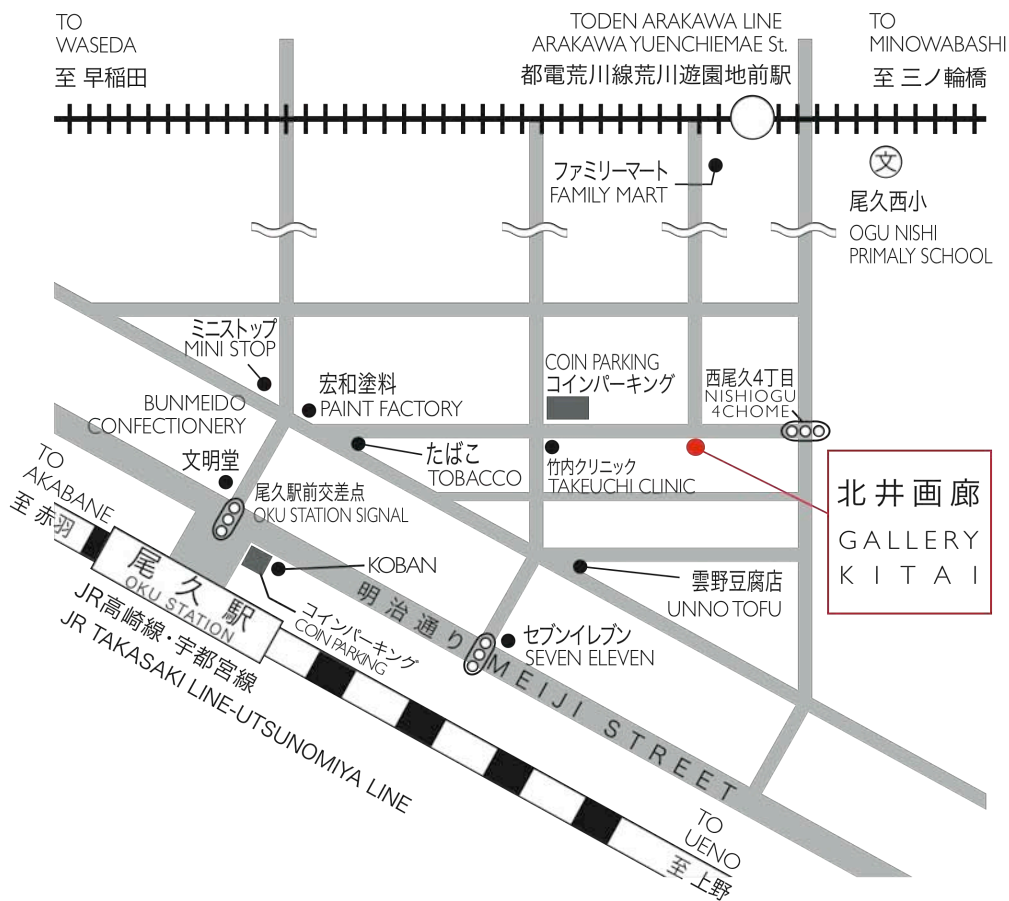 TO
WASEDA
至 早稲田
TODEN ARAKAWA LINE
ARAKAWA YUENCHIEMAE St.
都電荒川線荒川遊園地前駅
TO
MINOWABASHI
至 三ノ輪橋
文
尾久西小
OGU NISHI
PRIMALY SCHOOL
ファミリーマート
FAMILY MART
ミニストップ
MINI STOP
宏和塗料
PAINT FACTORY
COIN PARKING
コインパーキング
西尾久4丁目
NISHIOGU
4CHOME
BUNMEIDO
CONFECTIONERY
文明堂
たばこ
TOBACCO
竹内クリニック
TAKEUCHI CLINIC
北井画廊
GALLERY
KITAI
尾久駅前交差点
OKU STATION SIGNAL
TO
AKABANE
至 赤羽
尾久駅
OKU STATION
KOBAN
コインパーキング
COIN PARKING
雲野豆腐店
UNNO TOFU
セブンイレブン
SEVEN ELEVEN
明治通り
MEIJI STREET
JR高崎線・宇都宮線
JR TAKASAKI LINE-UTSUNOMIYA LINE
TO
UENO
至 上野